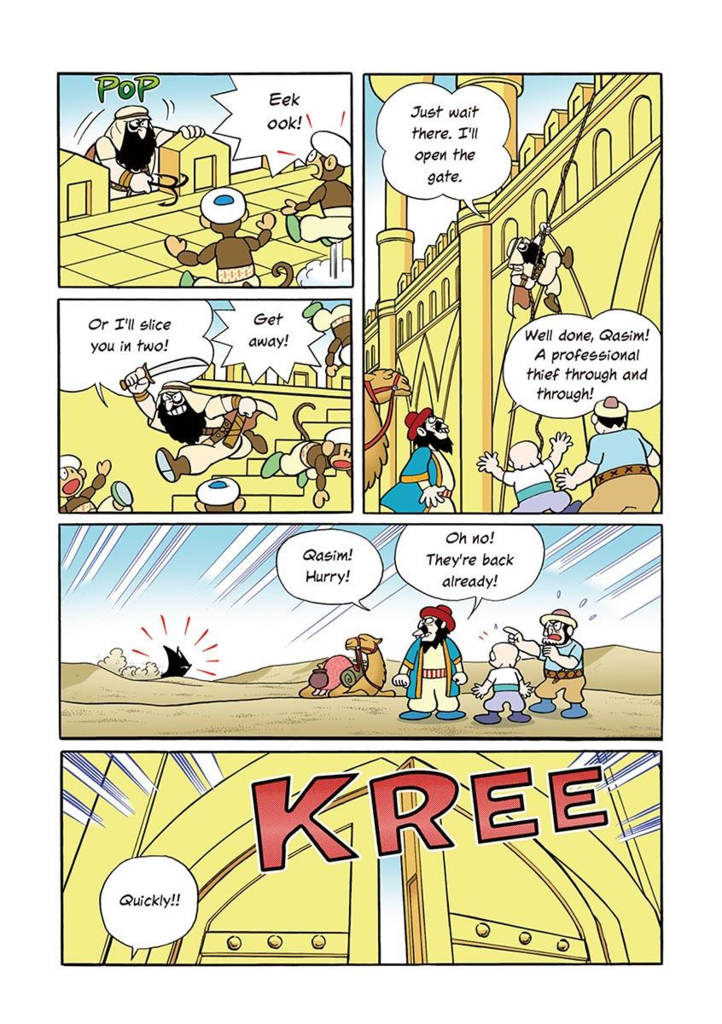 Just wait
there. I'll
open the
gate.
Well done, Qasim!
A professional
thief through and
through!
POP
Eek
ook!
Get
away!
Or I'll slice
you in two!
Oh no!
They're back
already!
Qasim!
Hurry!
KREE
Quickly!!